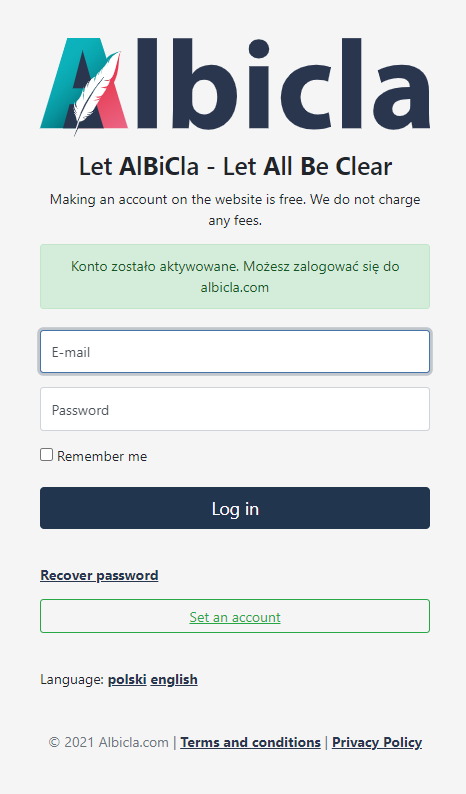 Albicla
Let AlBiCla - Let All Be Clear
Making an account on the website is free. We do not charge
any fees.
Konto zostało aktywowane. Możesz zalogować się do
albicla.com
E-mail
Password
Remember me
Log in
Recover password
Set an account
Language: polski english
© 2021 Albicla.com | Terms and conditions | Privacy Policy